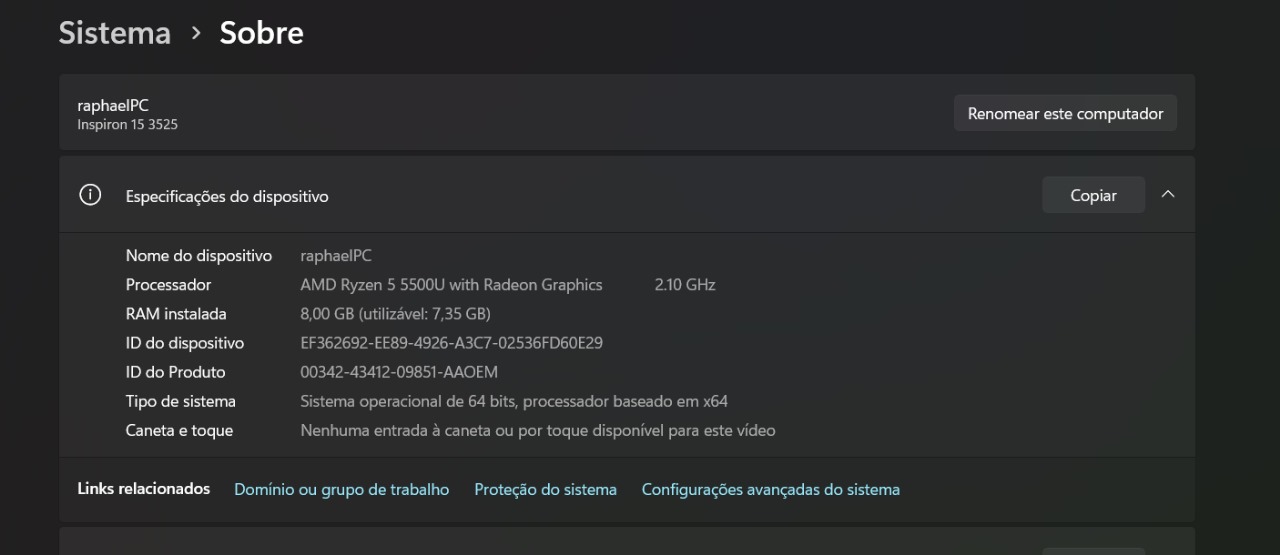 Sistema > Sobre
raphaelPC
Inspiron 15 3525
Renomear este computador
Especificações do dispositivo
Copiar
Nome do dispositivo raphaelPC
Processador AMD Ryzen 5 5500U with Radeon Graphics 2.10 GHz
RAM instalada 8,00 GB (utilizável: 7,35 GB)
ID do dispositivo EF362692-EE89-4926-A3C7-02536FD60E29
ID do Produto 00342-43412-09851-AAOEM
Tipo de sistema Sistema operacional de 64 bits, processador baseado em x64
Caneta e toque Nenhuma entrada à caneta ou por toque disponível para este vídeo
Links relacionados Domínio ou grupo de trabalho Proteção do sistema Configurações avançadas do sistema